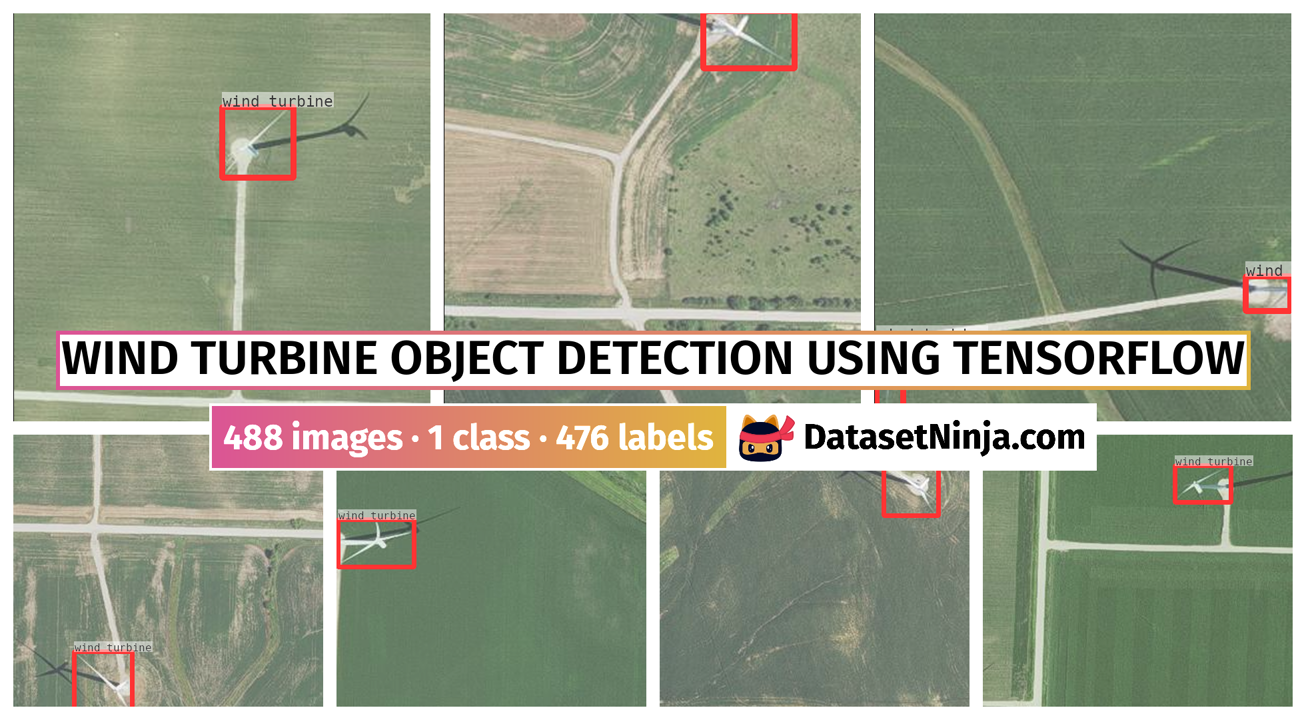 wind turbine
wind
WIND TURBINE OBJECT DETECTION USING TENSORFLOW
488 images · 1 class · 476 labels
DatasetNinja.com
wind turbine
wind turbine
wind turbine